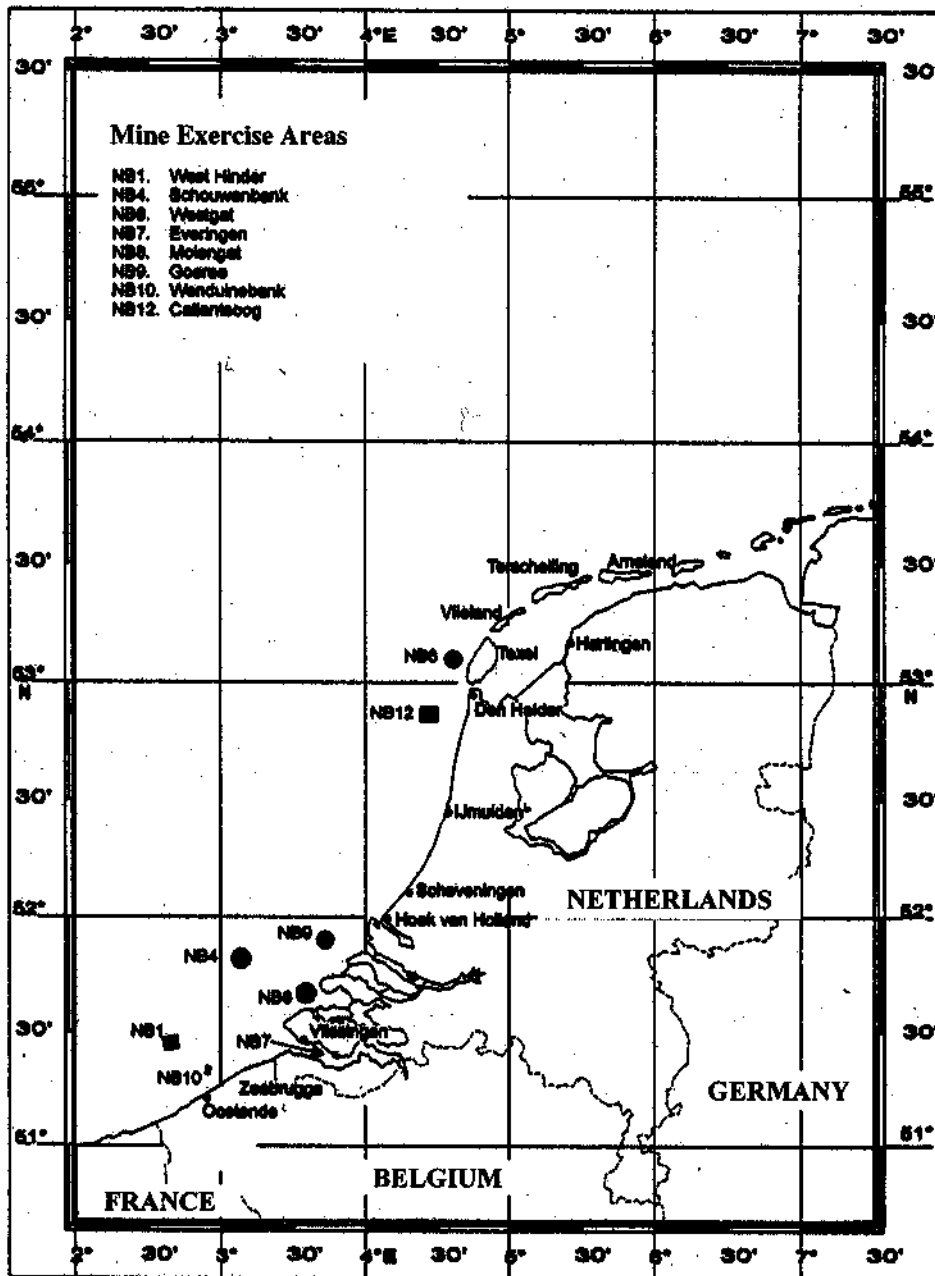 2° 30' 3° 30' 4°E 30' 5° 30' 6° 30' 7° 30'
30' 30'
Mine Exercise Areas
NB1. West Hinder
55° 55°
NB4. Schouwenbank
NB6. Westgat
NB7. Everingen
NB8. Molengat
NB9. Goeree
NB10. Wenduinebank
NB12. Callantsoog
30' 30'
54° 54°
30' 30'
Terschelling Ameland
Vlieland
Harlingen
Texel
53° 53°
N N
Den Helder
NB12
30' 30'
IJmuiden
Scheveningen
NETHERLANDS
52° 52°
Hoek van Holland
NB9
NB4
30' 30'
NB1
Vlissingen
NB7
NB10
Zeebrugge
GERMANY
Oostende
51° 51°
BELGIUM
FRANCE
2° 30' 3° 30' 4° 30' 5° 30' 6° 30' 7° 30'